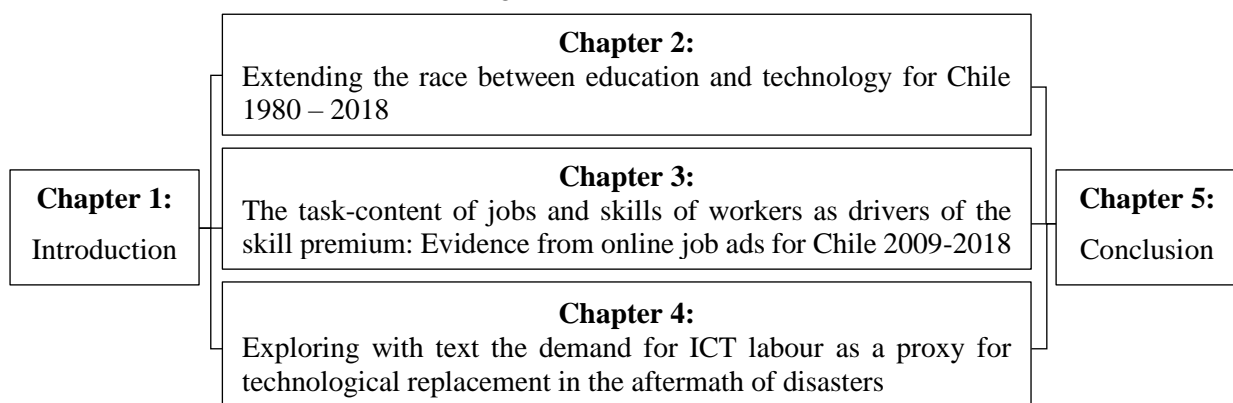 Chapter 1:
Introduction
Chapter 2:
Extending the race between education and technology for Chile
1980 – 2018
Chapter 3:
The task-content of jobs and skills of workers as drivers of the
skill premium: Evidence from online job ads for Chile 2009-2018
Chapter 4:
Exploring with text the demand for ICT labour as a proxy for
technological replacement in the aftermath of disasters
Chapter 5:
Conclusion